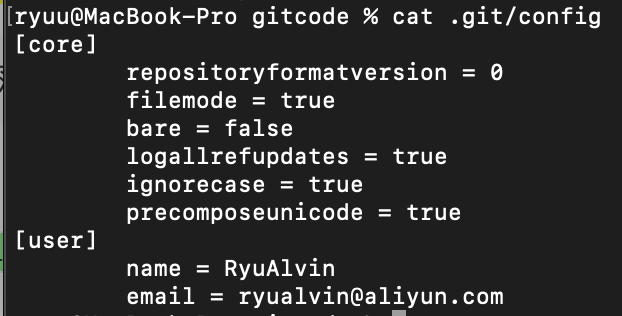 [ryuu@MacBook-Pro gitcode % cat .git/config
[core]
repositoryformatversion = 0
filemode = true
bare = false
logallrefupdates = true
ignorecase = true
precomposeunicode = true
[user]
name = RyuAlvin
email = ryualvin@aliyun.com